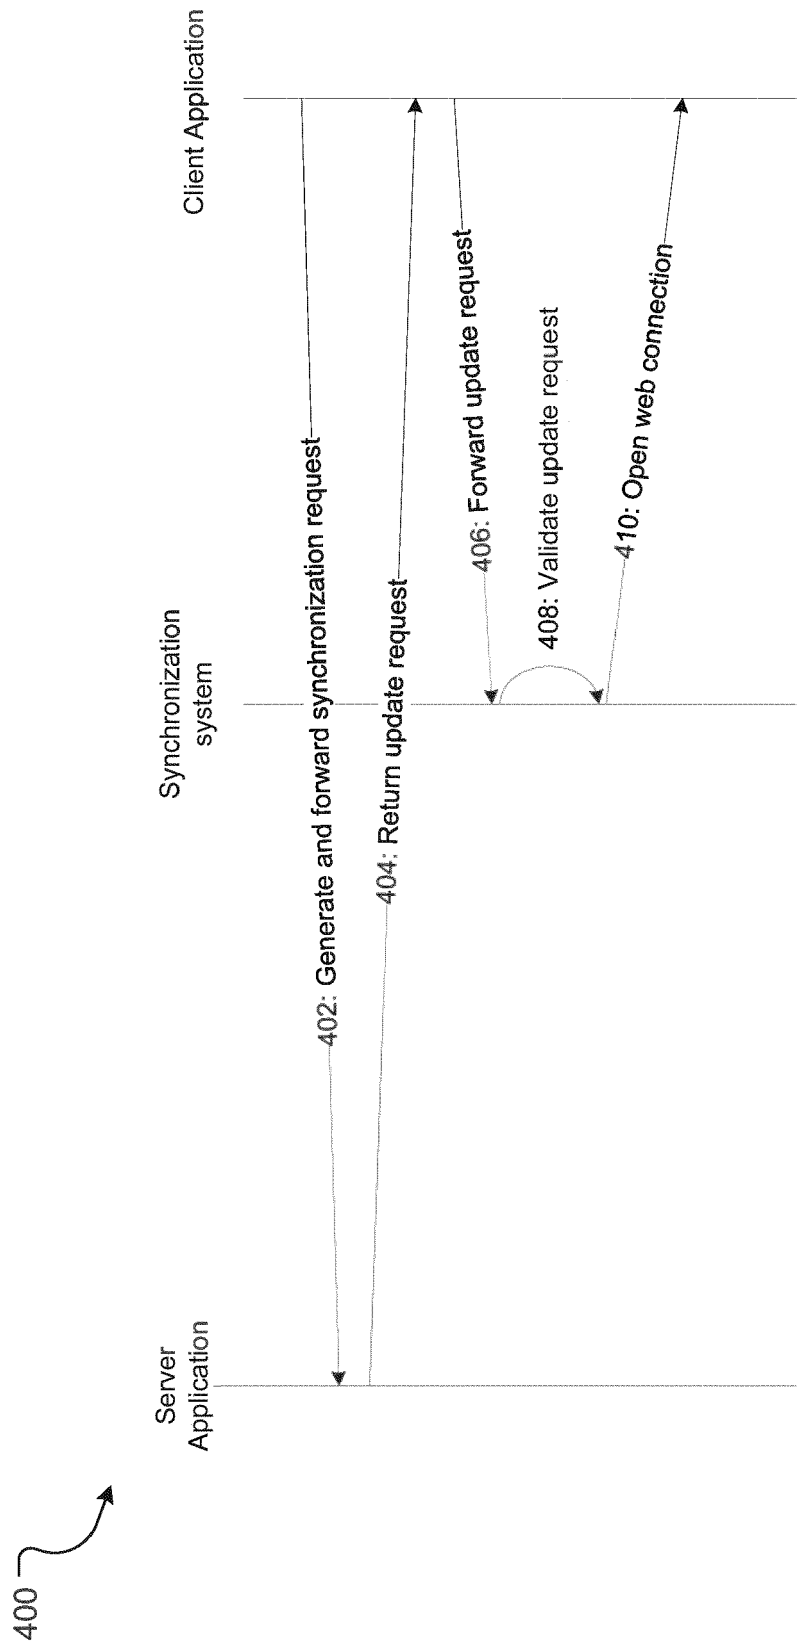 400
Server
Application
Synchronization
system
Client Application
402: Generate and forward synchronization request
404: Return update request
406: Forward update request
408: Validate update request
410: Open web connection